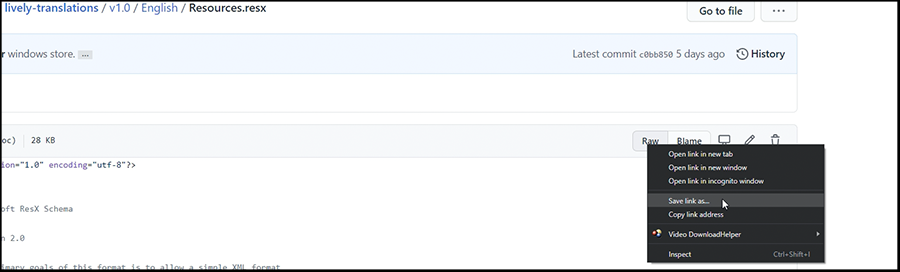 lively-translations / v1.0 / English / Resources.resx
Go to file
...
r windows store. ...
Latest commit c0bb850 5 days ago History
oc) 28 KB
Raw Blame
sion="1.0" encoding="utf-8"?>
Open link in new tab
Open link in new window
Open link in incognito window
oft ResX Schema
Save link as...
Copy link address
n 2.0
Video DownloadHelper
Inspect Ctrl+Shift+I
imary goals of this format is to allow a simple XML format